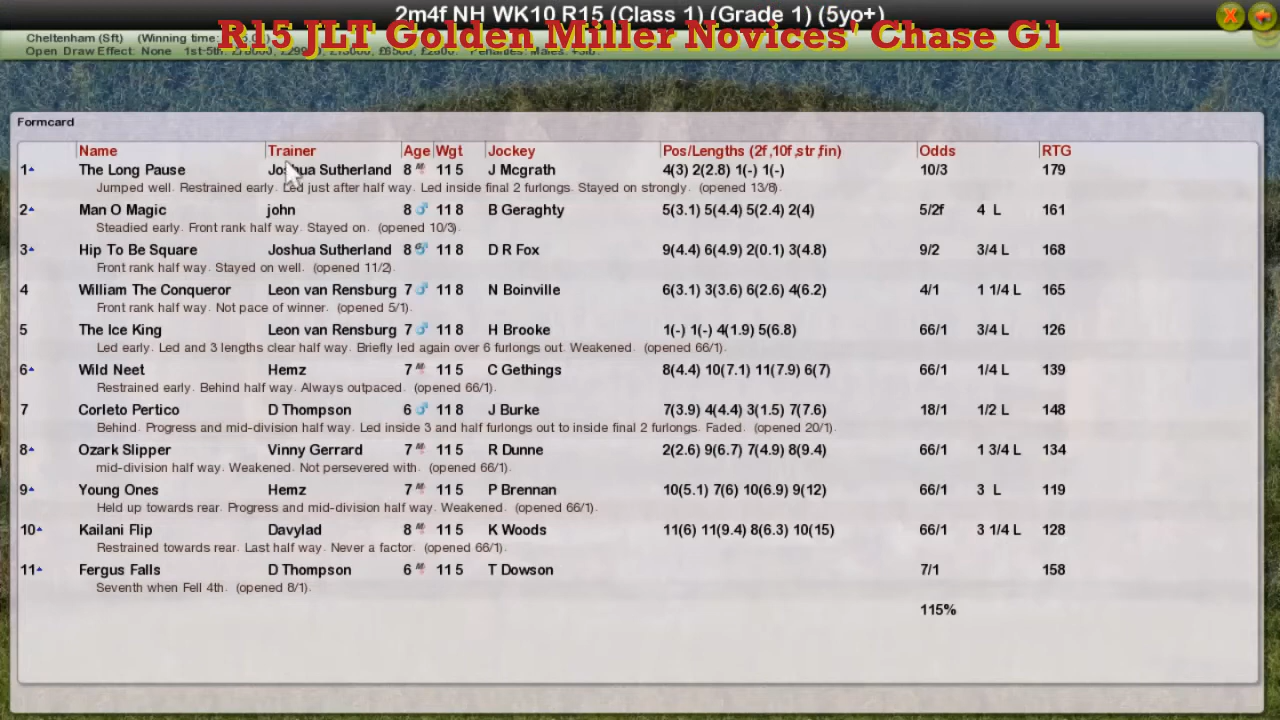 2m4f NH WK10 R15 (Class 1) (Grade 1) (5yo+)
R15 JLT Golden Miller Novices' Chase G1
Cheltenham (Sft) (Winning time:
Open Draw Effect: None 1st-5th:
Formcard
Name Trainer Age Wgt Jockey Pos/Lengths (2f,10f,str,fin) Odds RTG
1 The Long Pause Joshua Sutherland 8 11 5 J Mcgrath 4(3) 2(2.8) 1(-) 1(-) 10/3 179
Jumped well. Restrained early. Led just after half way. Led inside final 2 furlongs. Stayed on strongly. (opened 13/8).
2 Man O Magic john 8 11 8 B Geraghty 5(3.1) 5(4.4) 5(2.4) 2(4) 5/2f 4 L 161
Steadied early. Front rank half way. Stayed on. (opened 10/3).
3 Hip To Be Square Joshua Sutherland 8 11 8 D R Fox 9(4.4) 6(4.9) 2(0.1) 3(4.8) 9/2 3/4 L 168
Front rank half way. Stayed on well. (opened 11/2).
4 William The Conqueror Leon van Rensburg 7 11 8 N Boinville 6(3.1) 3(3.6) 6(2.6) 4(6.2) 4/1 1 1/4 L 165
Front rank half way. Not pace of winner. (opened 5/1).
5 The Ice King Leon van Rensburg 7 11 8 H Brooke 1(-) 1(-) 4(1.9) 5(6.8) 66/1 3/4 L 126
Led early. Led and 3 lengths clear half way. Briefly led again over 6 furlongs out. Weakened. (opened 66/1).
6 Wild Neet Hemz 7 11 5 C Gethings 8(4.4) 10(7.1) 11(7.9) 6(7) 66/1 1/4 L 139
Restrained early. Behind half way. Always outpaced. (opened 66/1).
7 Corleto Pertico D Thompson 6 11 8 J Burke 7(3.9) 4(4.4) 3(1.5) 7(7.6) 18/1 1/2 L 148
Behind. Progress and mid-division half way. Led inside 3 and half furlongs out to inside final 2 furlongs. Faded. (opened 20/1).
8 Ozark Slipper Vinny Gerrard 7 11 5 R Dunne 2(2.6) 9(6.7) 7(4.9) 8(9.4) 66/1 1 3/4 L 134
mid-division half way. Weakened. Not persevered with. (opened 66/1).
9 Young Ones Hemz 7 11 5 P Brennan 10(5.1) 7(6) 10(6.9) 9(12) 66/1 3 L 119
Held up towards rear. Progress and mid-division half way. Weakened. (opened 66/1).
10 Kailani Flip Davylad 8 11 5 K Woods 11(6) 11(9.4) 8(6.3) 10(15) 66/1 3 1/4 L 128
Restrained towards rear. Last half way. Never a factor. (opened 66/1).
11 Fergus Falls D Thompson 6 11 5 T Dowson 7/1 158
Seventh when Fell 4th. (opened 8/1).
115%